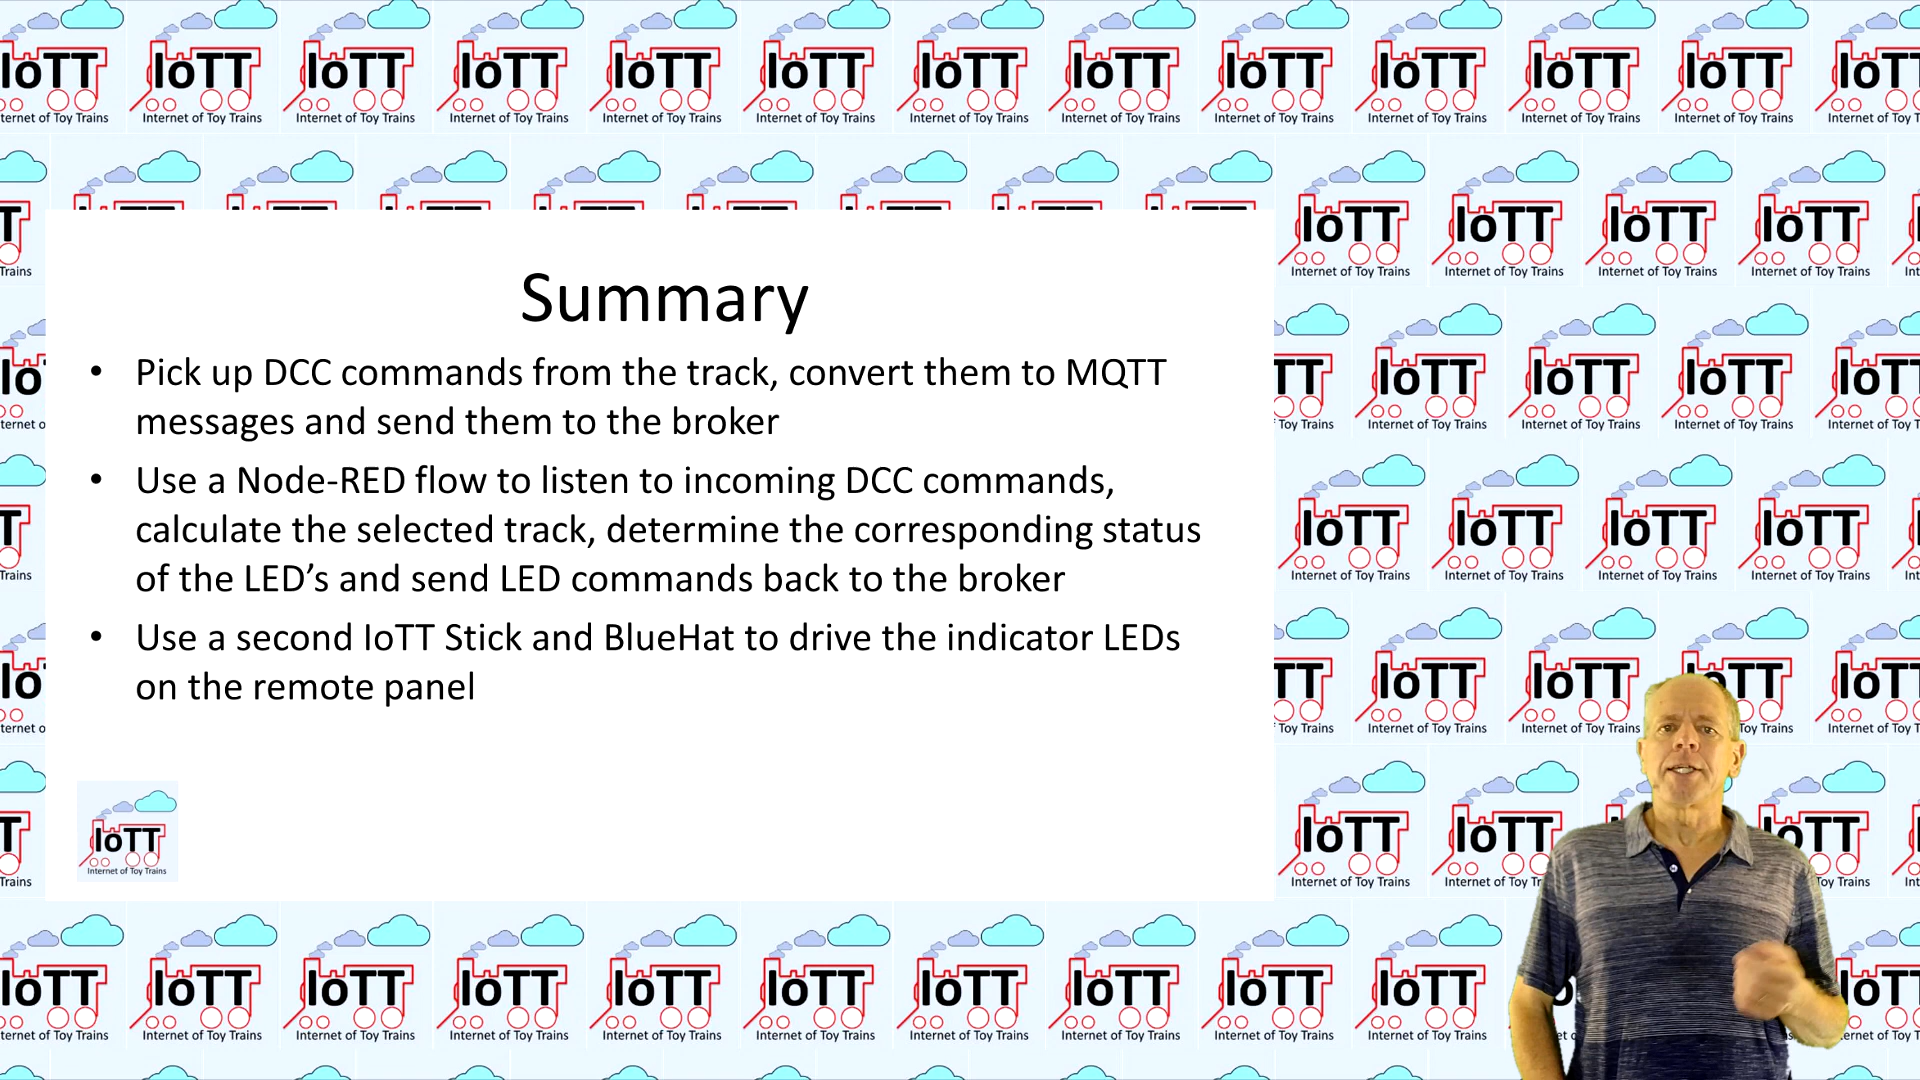 Summary
• Pick up DCC commands from the track, convert them to MQTT
messages and send them to the broker
• Use a Node-RED flow to listen to incoming DCC commands,
calculate the selected track, determine the corresponding status
of the LED’s and send LED commands back to the broker
• Use a second IoTT Stick and BlueHat to drive the indicator LEDs
on the remote panel
IoTT
Internet of Toy Trains